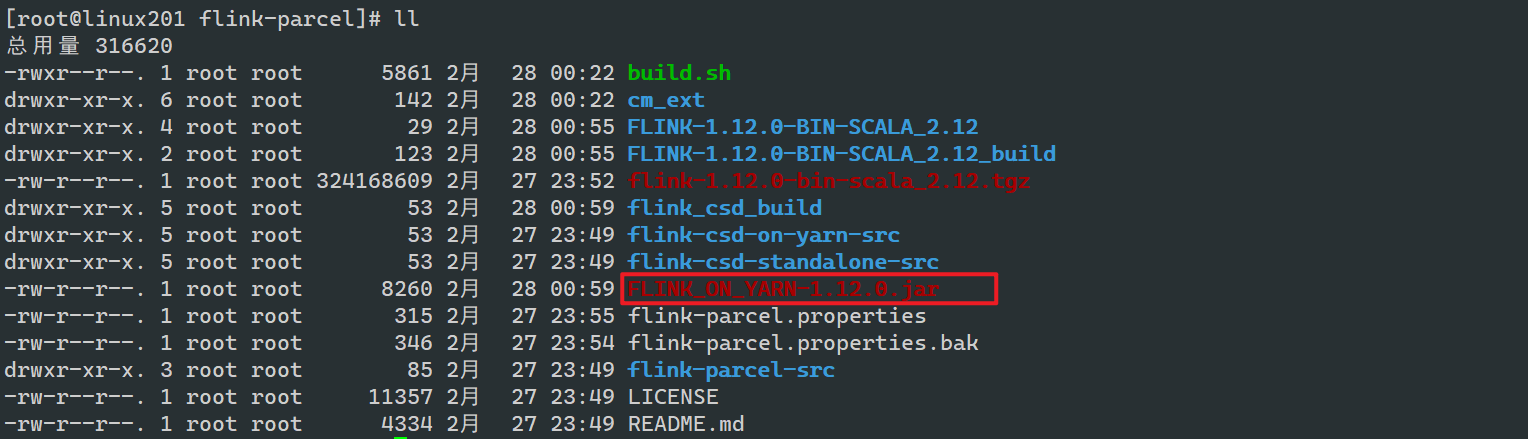 [root@linux201 flink-parcel]# ll
总用量 316620
-rwxr--r--. 1 root root      5861 2月  28 00:22 build.sh
drwxr-xr-x. 6 root root       142 2月  28 00:22 cm_ext
drwxr-xr-x. 4 root root        29 2月  28 00:55 FLINK-1.12.0-BIN-SCALA_2.12
drwxr-xr-x. 2 root root       123 2月  28 00:55 FLINK-1.12.0-BIN-SCALA_2.12_build
-rw-r--r--. 1 root root 324168609 2月  27 23:52 flink-1.12.0-bin-scala_2.12.tgz
drwxr-xr-x. 5 root root        53 2月  28 00:59 flink_csd_build
drwxr-xr-x. 5 root root        53 2月  27 23:49 flink-csd-on-yarn-src
drwxr-xr-x. 5 root root        53 2月  27 23:49 flink-csd-standalone-src
-rw-r--r--. 1 root root      8260 2月  28 00:59 FLINK_ON_YARN-1.12.0.jar
-rw-r--r--. 1 root root       315 2月  27 23:55 flink-parcel.properties
-rw-r--r--. 1 root root       346 2月  27 23:54 flink-parcel.properties.bak
drwxr-xr-x. 3 root root        85 2月  27 23:49 flink-parcel-src
-rw-r--r--. 1 root root     11357 2月  27 23:49 LICENSE
-rw-r--r--. 1 root root      4334 2月  27 23:49 README.md